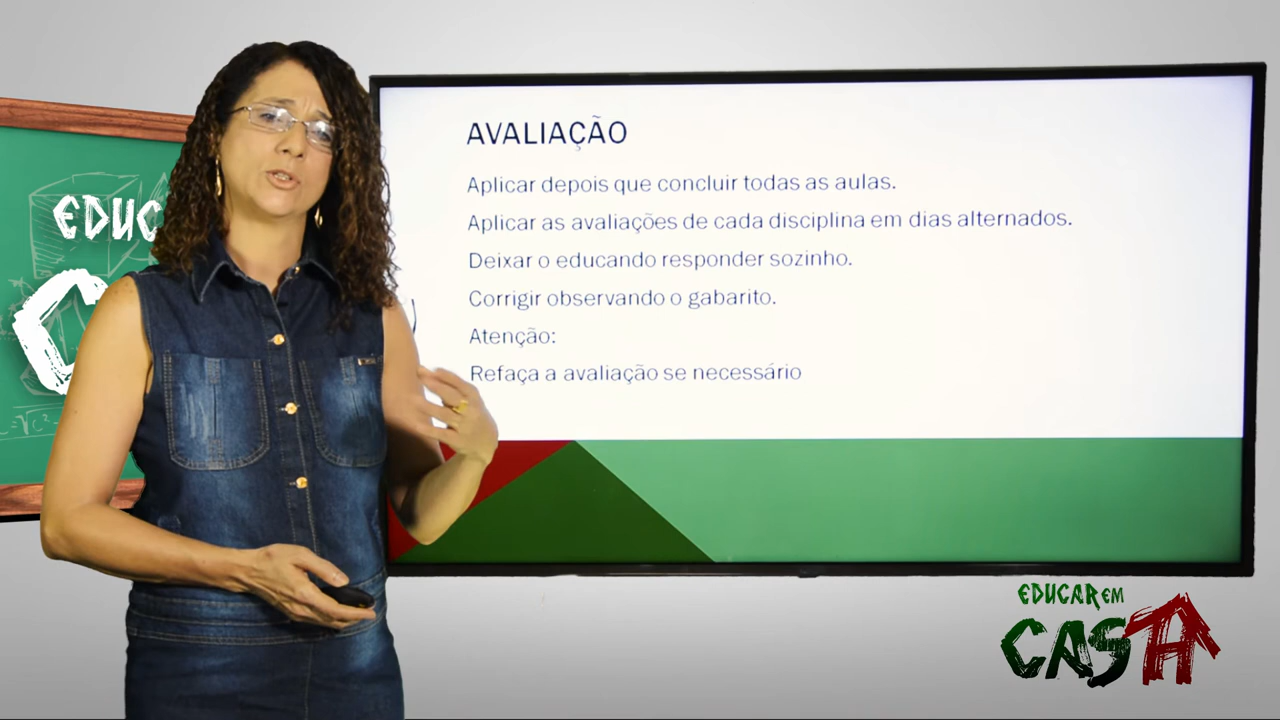 AVALIAÇÃO
Aplicar depois que concluir todas as aulas.
Aplicar as avaliações de cada disciplina em dias alternados.
Deixar o educando responder sozinho.
Corrigir observando o gabarito.
Atenção:
Refaça a avaliação se necessário
EDUC
C
EDUCAR EM
CASA